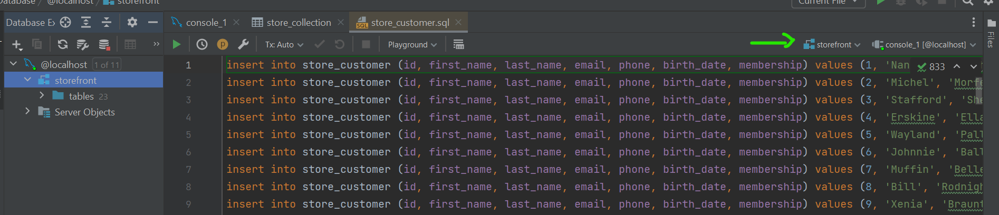 Database / @localhost / storefront
Current File
Database Ex
console_1
store_collection
store_customer.sql
Tx: Auto
Playground
storefront
console_1 [@localhost]
Files
@localhost 1 of 11
storefront
tables 23
Server Objects
833
1 insert into store_customer (id, first_name, last_name, email, phone, birth_date, membership) values (1, 'Nan
2 insert into store_customer (id, first_name, last_name, email, phone, birth_date, membership) values (2, 'Michel', 'Morfe
3 insert into store_customer (id, first_name, last_name, email, phone, birth_date, membership) values (3, 'Stafford', 'She
4 insert into store_customer (id, first_name, last_name, email, phone, birth_date, membership) values (4, 'Erskine', 'Ella
5 insert into store_customer (id, first_name, last_name, email, phone, birth_date, membership) values (5, 'Wayland', 'Pall
6 insert into store_customer (id, first_name, last_name, email, phone, birth_date, membership) values (6, 'Johnnie', 'Ball
7 insert into store_customer (id, first_name, last_name, email, phone, birth_date, membership) values (7, 'Muffin', 'Belle
8 insert into store_customer (id, first_name, last_name, email, phone, birth_date, membership) values (8, 'Bill', 'Rodnigh
9 insert into store_customer (id, first_name, last_name, email, phone, birth_date, membership) values (9, 'Xenia', 'Braunt